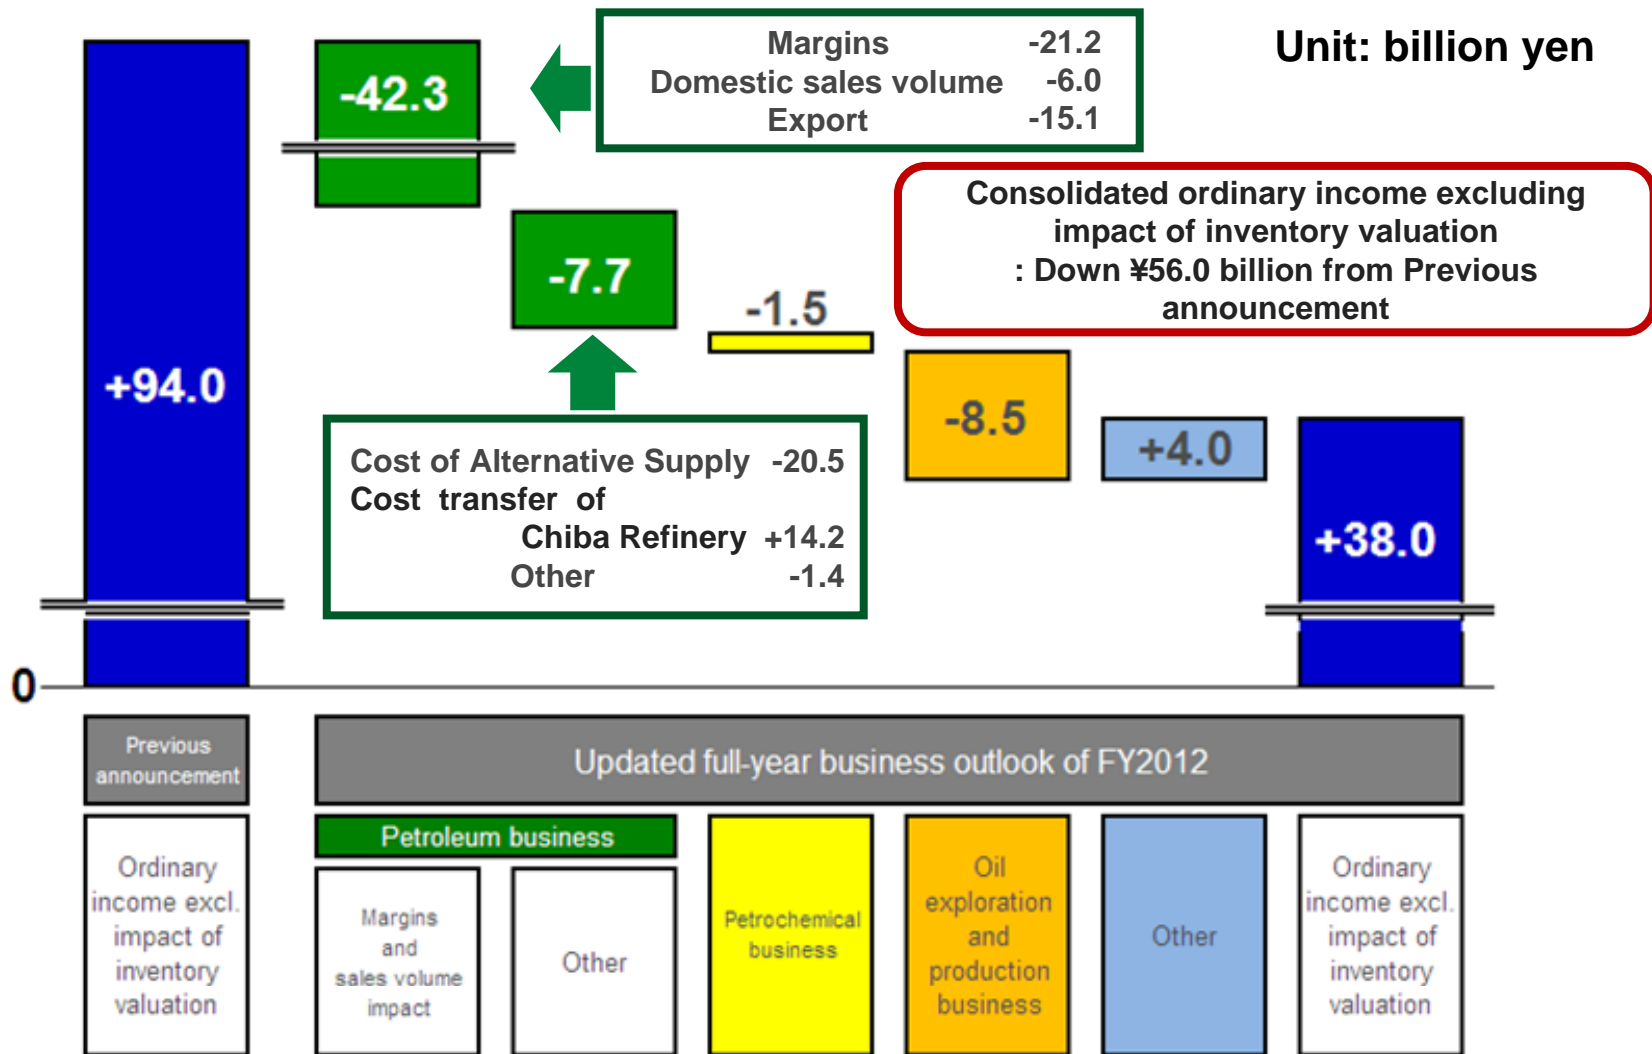 Unit: billion yen
Margins -21.2
Domestic sales volume -6.0
Export -15.1
-42.3
Consolidated ordinary income excluding
impact of inventory valuation
: Down ¥56.0 billion from Previous
announcement
-7.7
-1.5
+94.0
-8.5
+4.0
Cost of Alternative Supply -20.5
Cost transfer of
Chiba Refinery +14.2
Other -1.4
+38.0
0
Previous
announcement
Updated full-year business outlook of FY2012
Petroleum business
Ordinary
income excl.
impact of
inventory
valuation
Margins
and
sales volume
impact
Other
Petrochemical
business
Oil
exploration
and
production
business
Other
Ordinary
income excl.
impact of
inventory
valuation